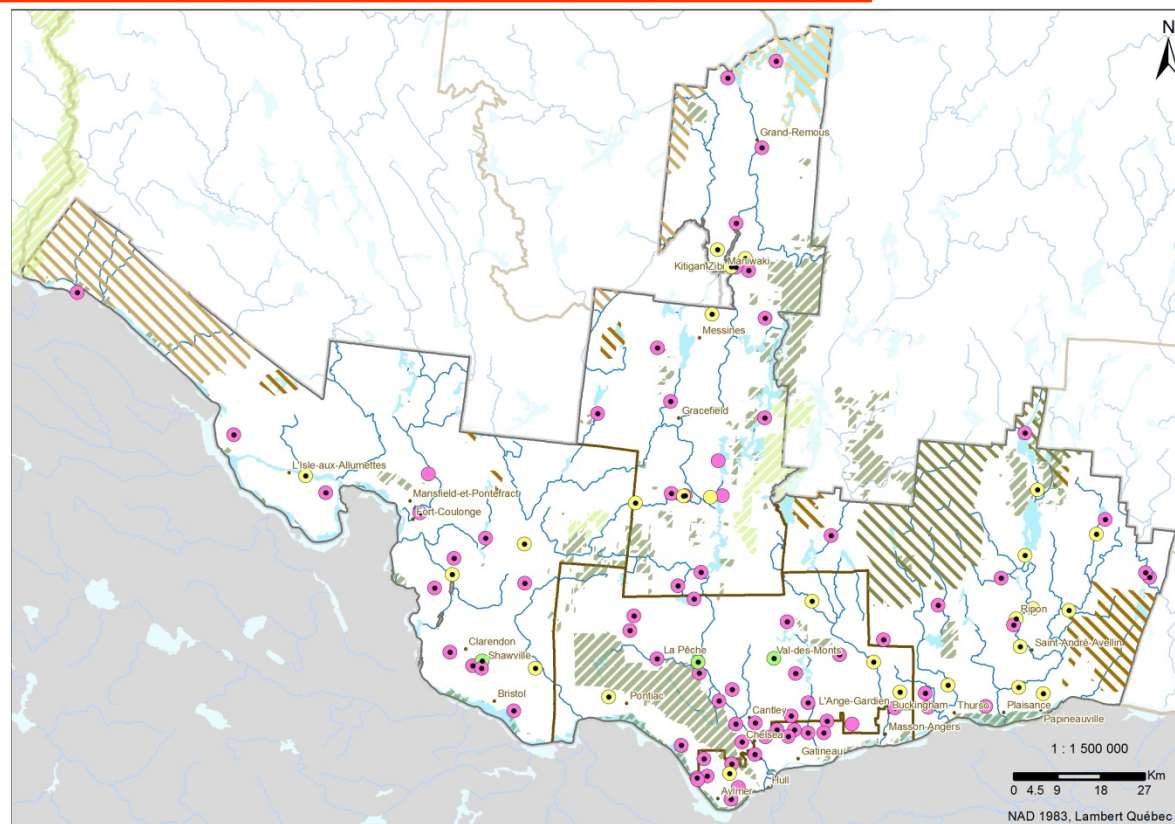 N
Grand-Remous
Kitigan Zibi
Maniwaki
Messines
Gracefield
L'Isle-aux-Allumettes
Mansfield-et-Pontefract
Fort-Coulonge
Ripon
Clarendon
Saint-André-Avellin
Shawville
La Pêche
Val-des-Monts
Bristol
Pontiac
L'Ange-Gardien
Buckingham
Thurso
Plaisance
Cantley
Papineauville
Masson-Angers
Chelsea
Gatineau
Hull
Aylmer
1 : 1 500 000
Km
0 4.5 9 18 27
NAD 1983, Lambert Québec